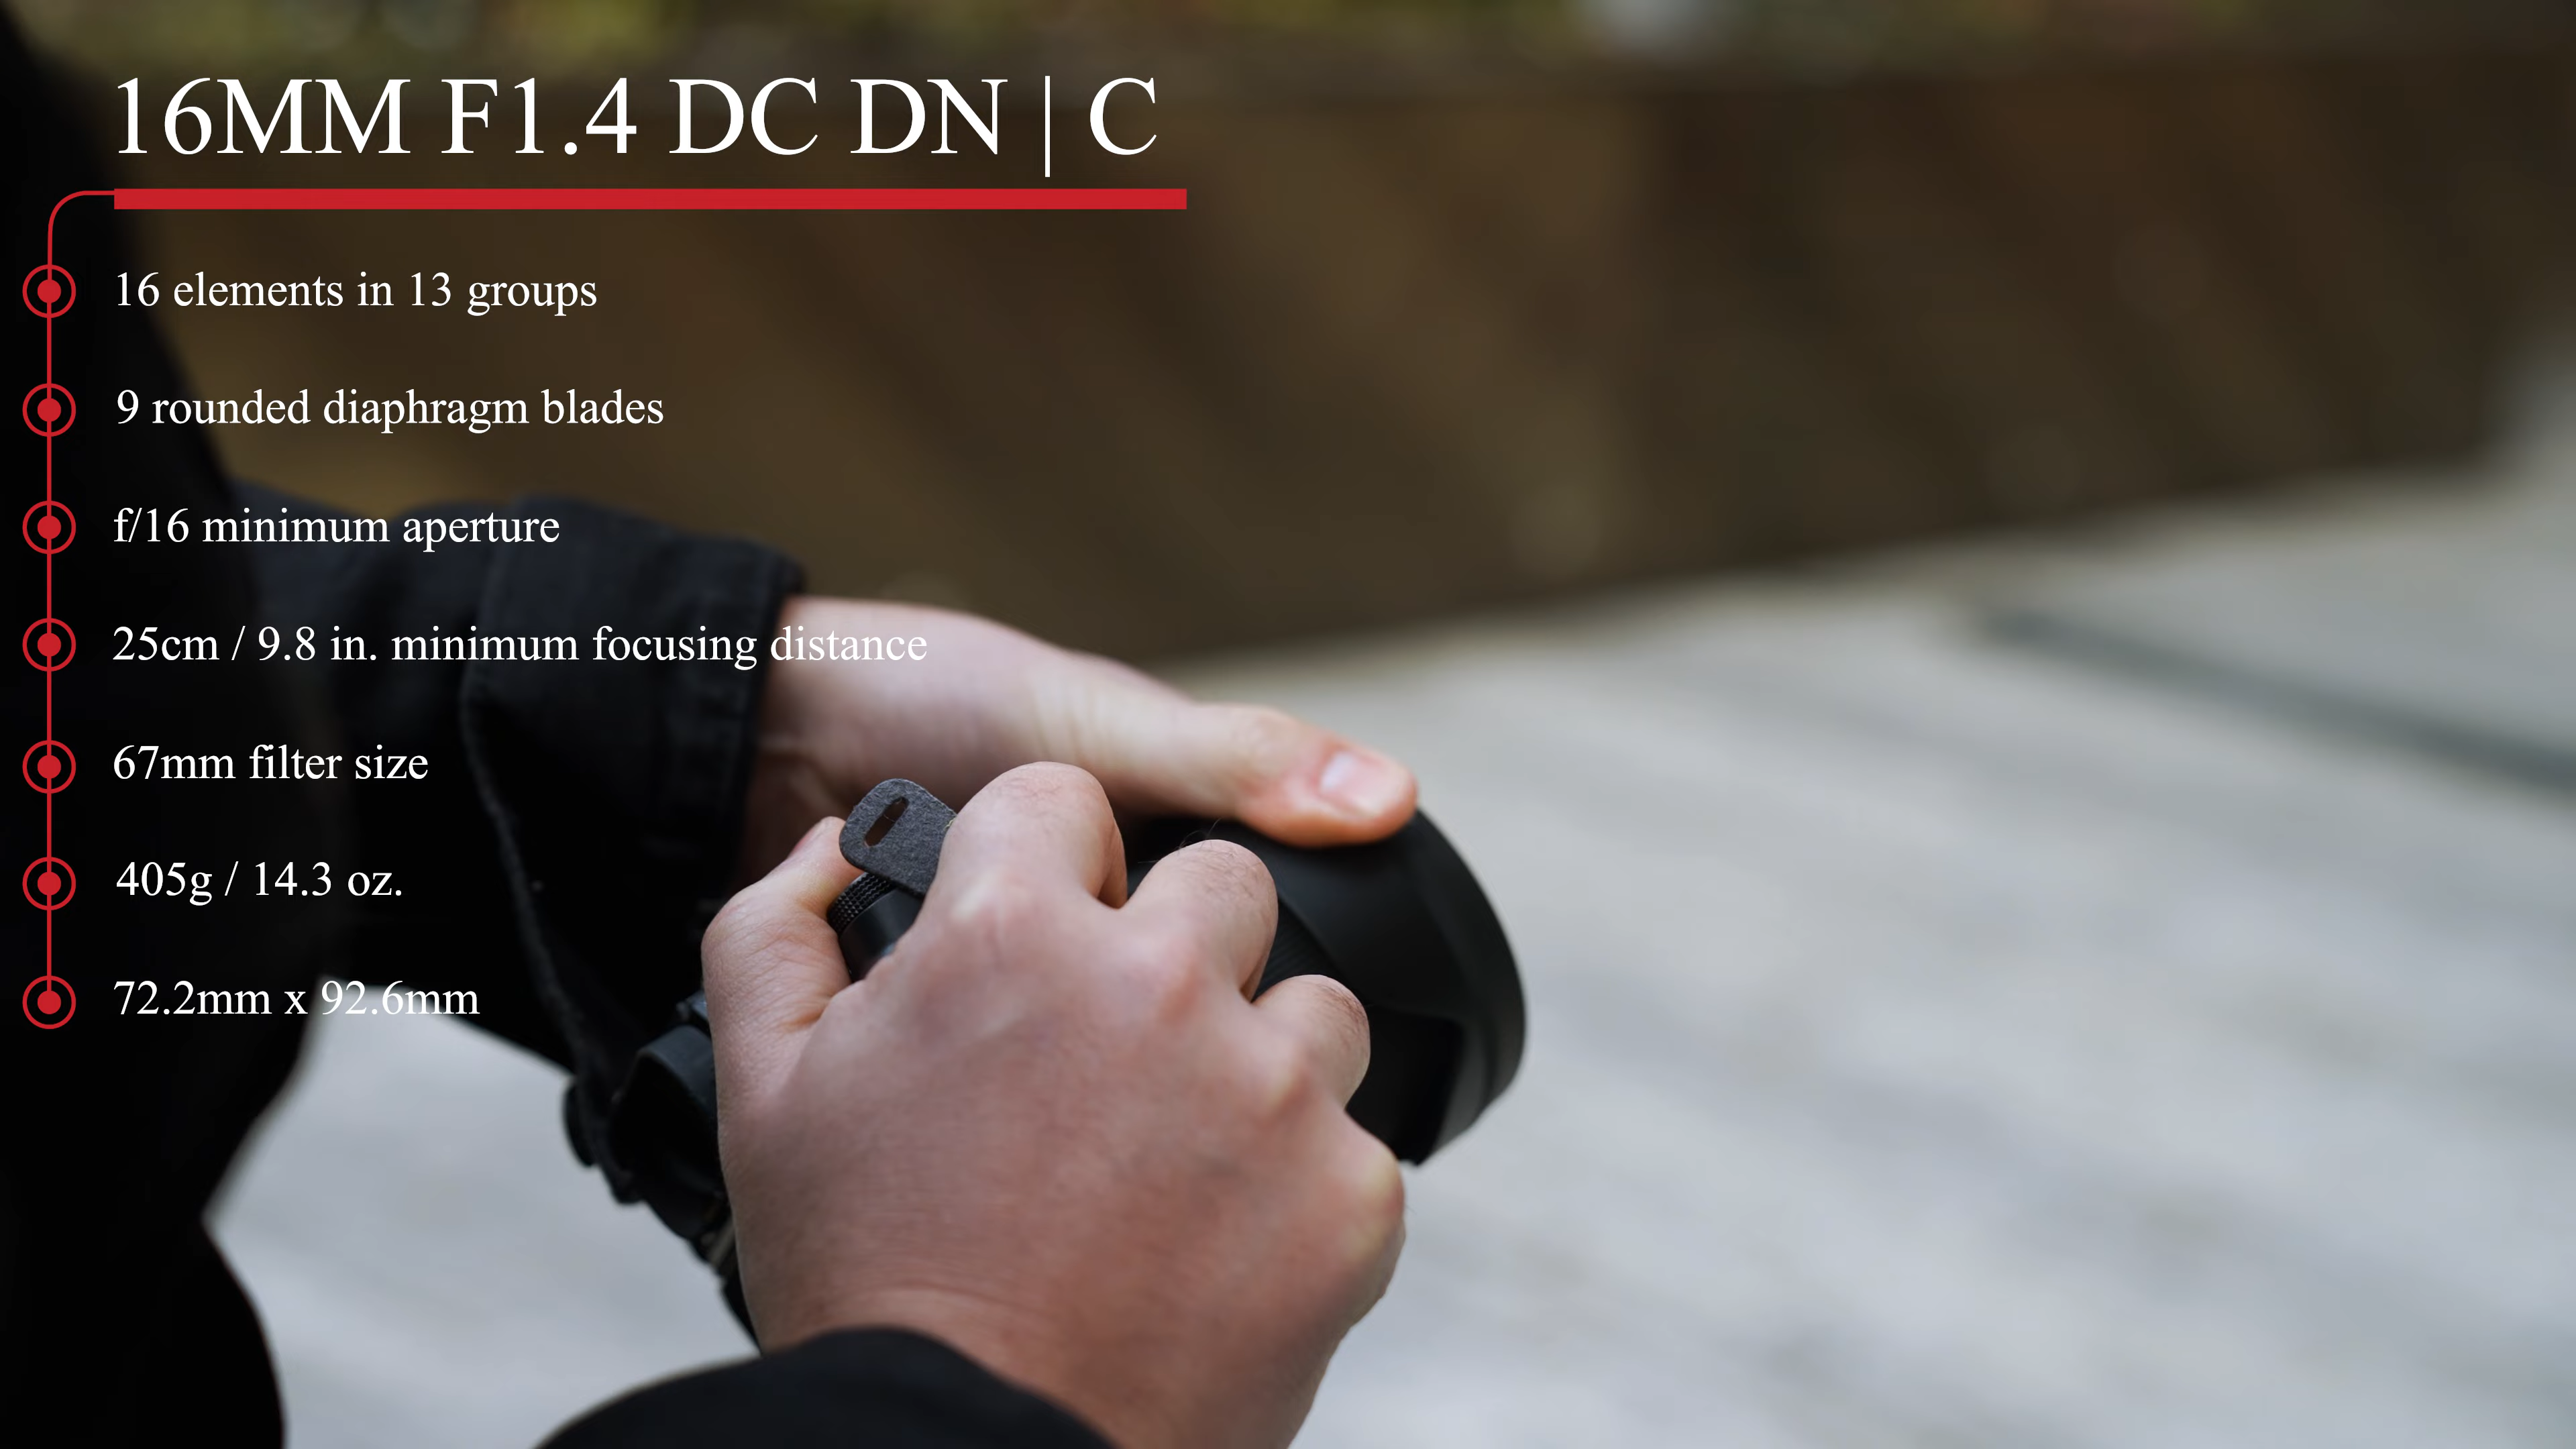 16MM F1.4 DC DN | C
16 elements in 13 groups
9 rounded diaphragm blades
f/16 minimum aperture
25cm / 9.8 in. minimum focusing distance
67mm filter size
405g / 14.3 oz.
72.2mm x 92.6mm